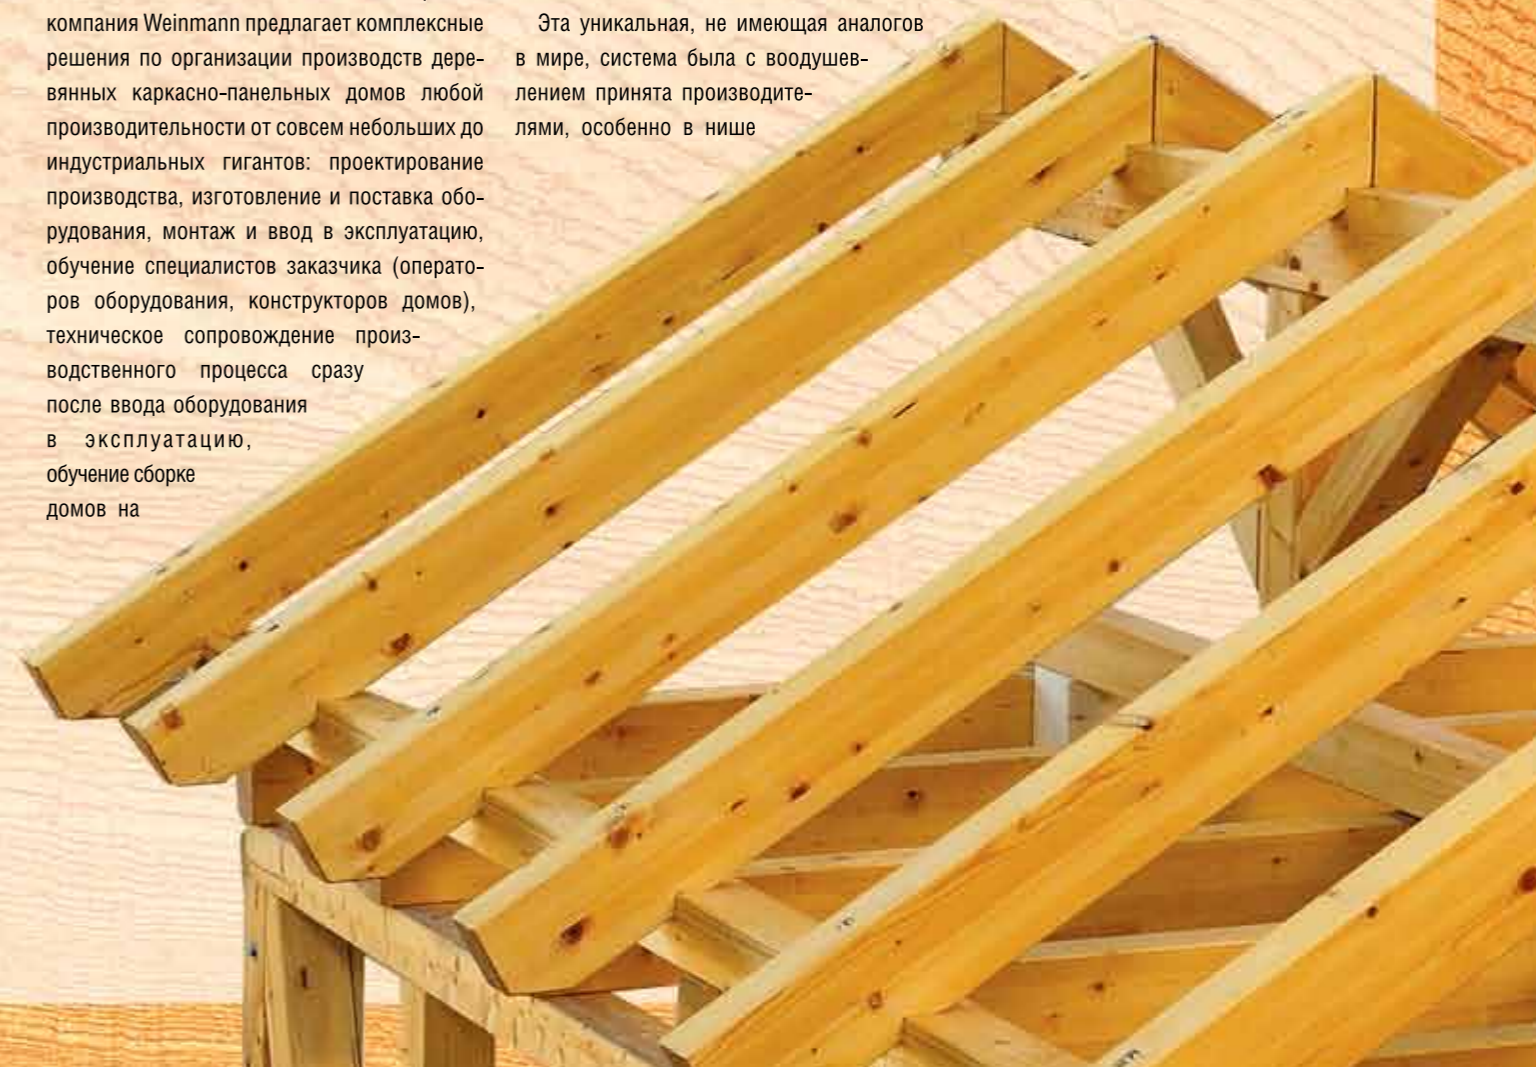 компания Weinmann предлагает комплексные
решения по организации производств дере-
вянных каркасно-панельных домов любой
производительности от совсем небольших до
индустриальных гигантов: проектирование
производства, изготовление и поставка обо-
рудования, монтаж и ввод в эксплуатацию,
обучение специалистов заказчика (операто-
ров оборудования, конструкторов домов),
техническое сопровождение произ-
водственного процесса сразу
после ввода оборудования
в эксплуатацию,
обучение сборке
домов на
Эта уникальная, не имеющая аналогов
в мире, система была с воодушев-
лением принята производите-
лями, особенно в нише